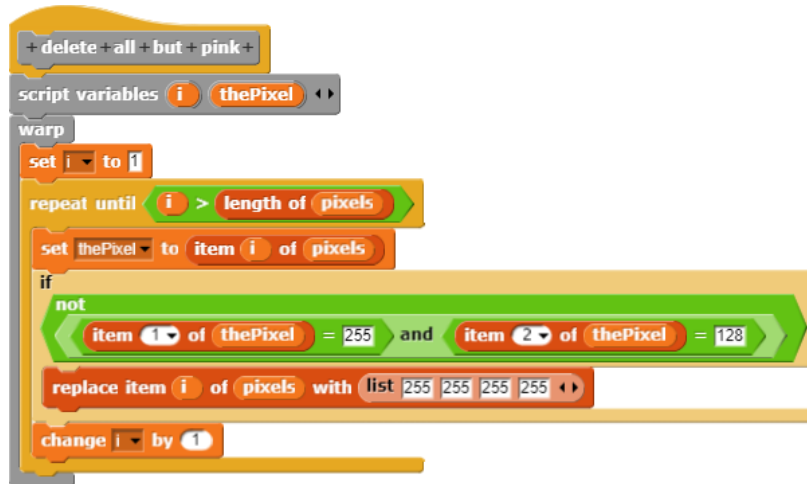 + delete + all + but + pink +
script variables i thePixel
warp
set i to 1
repeat until i > length of pixels
set thePixel to item i of pixels
if
not
item 1 of thePixel = 255 and item 2 of thePixel = 128
replace item i of pixels with list 255 255 255 255
change i by 1